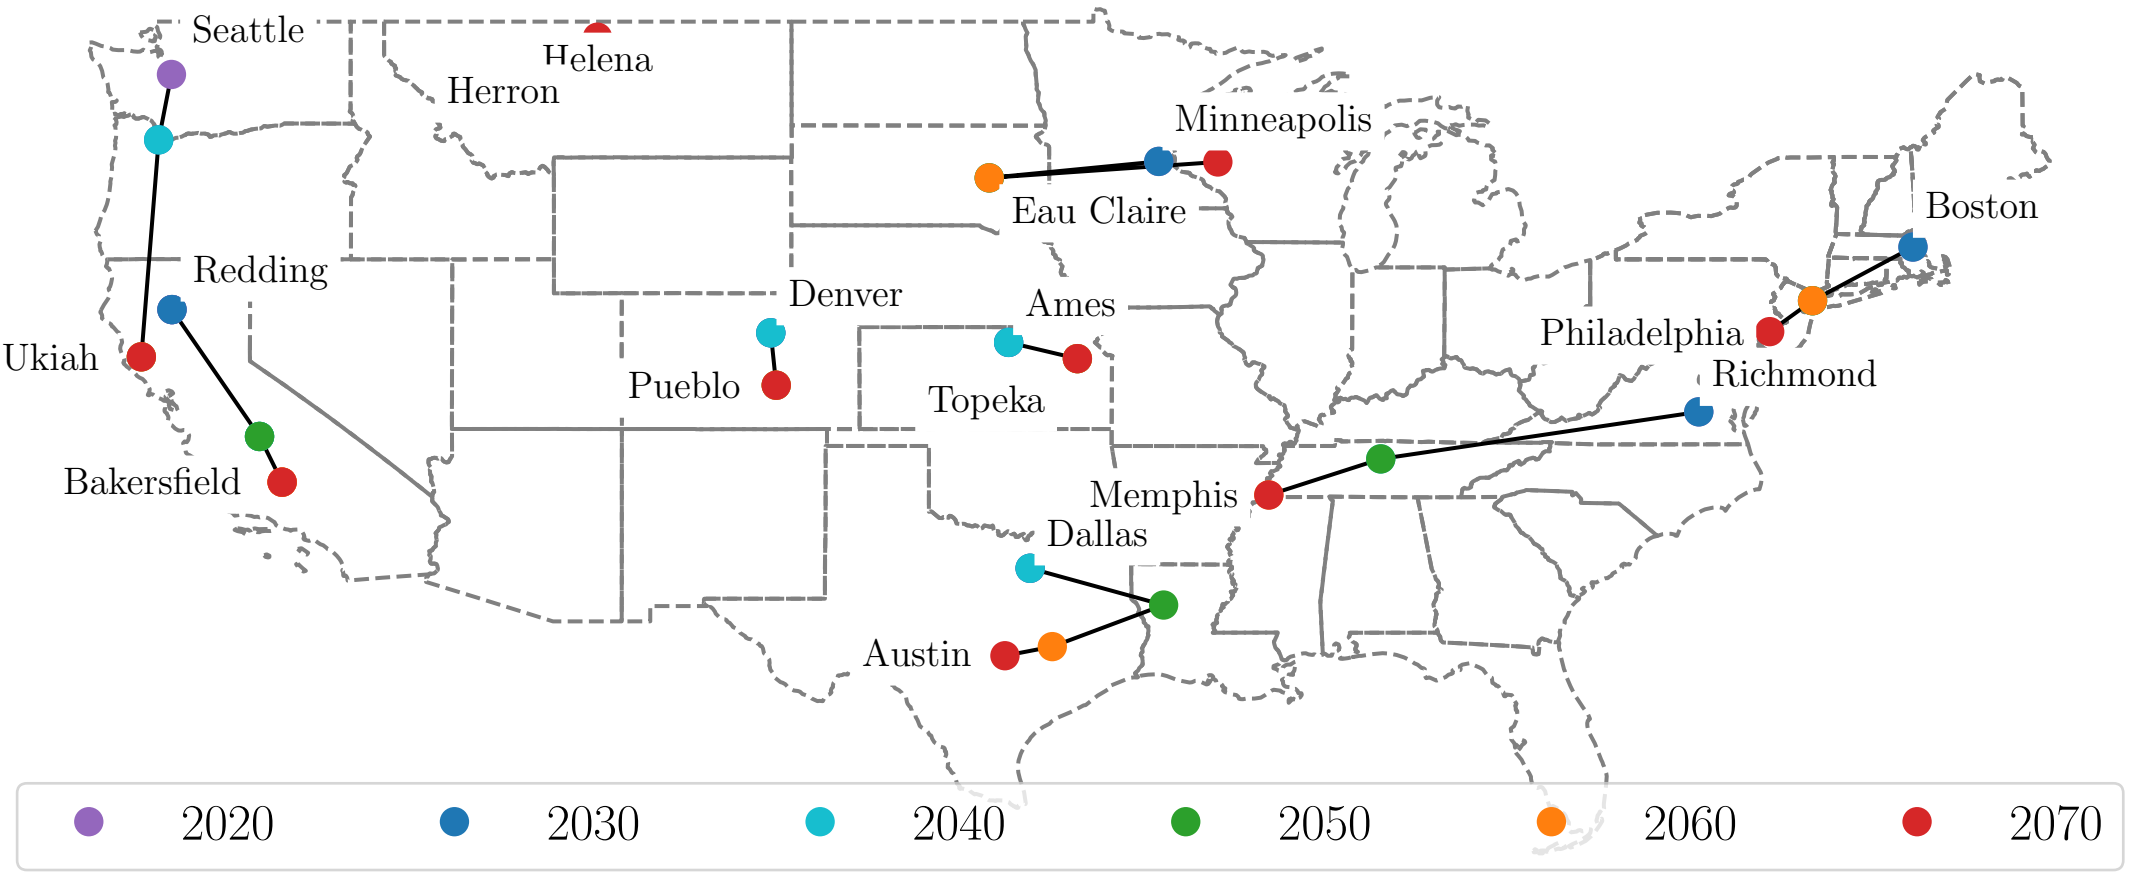 Seattle
Helena
Herron
Minneapolis
Eau Claire
Boston
Redding
Denver
Ames
Philadelphia
Ukiah
Pueblo
Richmond
Topeka
Bakersfield
Memphis
Dallas
Austin
2020 2030 2040 2050 2060 2070